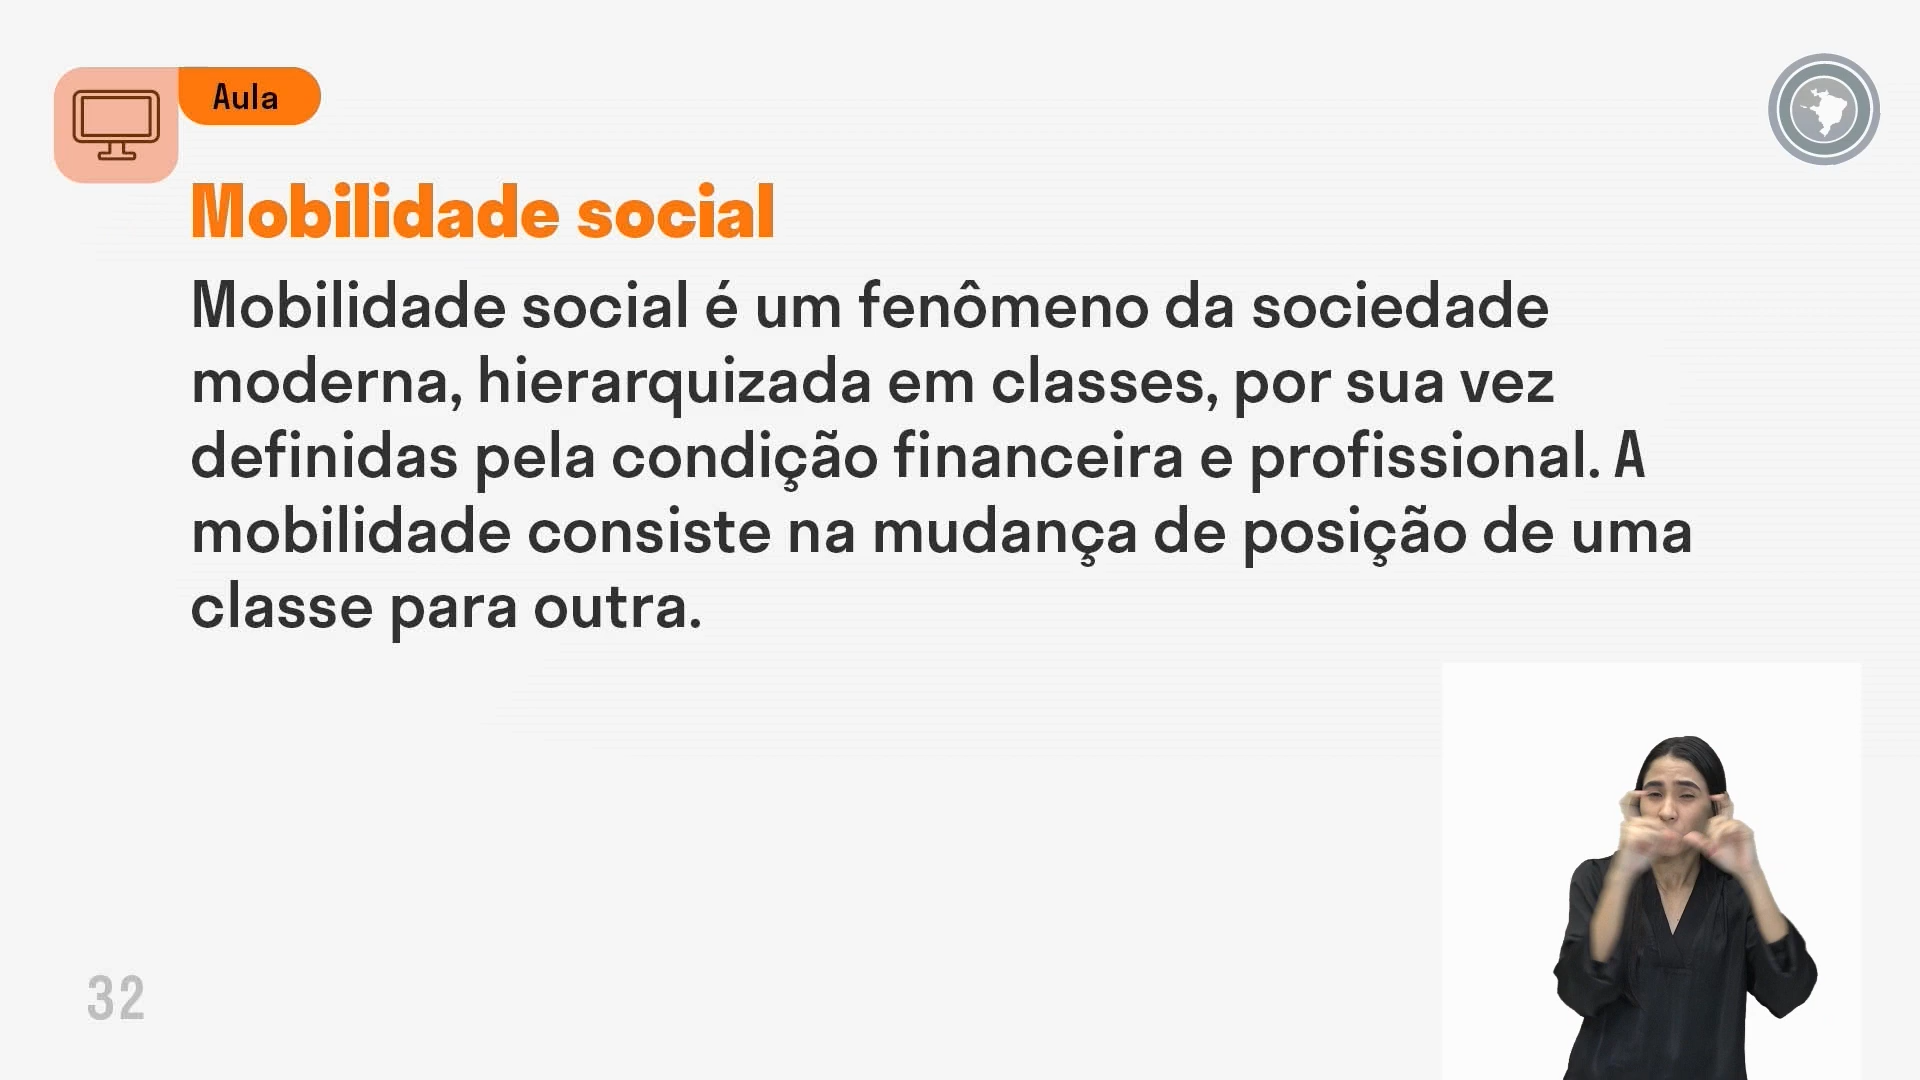 Aula
Mobilidade social
Mobilidade social é um fenômeno da sociedade
moderna, hierarquizada em classes, por sua vez
definidas pela condição financeira e profissional. A
mobilidade consiste na mudança de posição de uma
classe para outra.
32